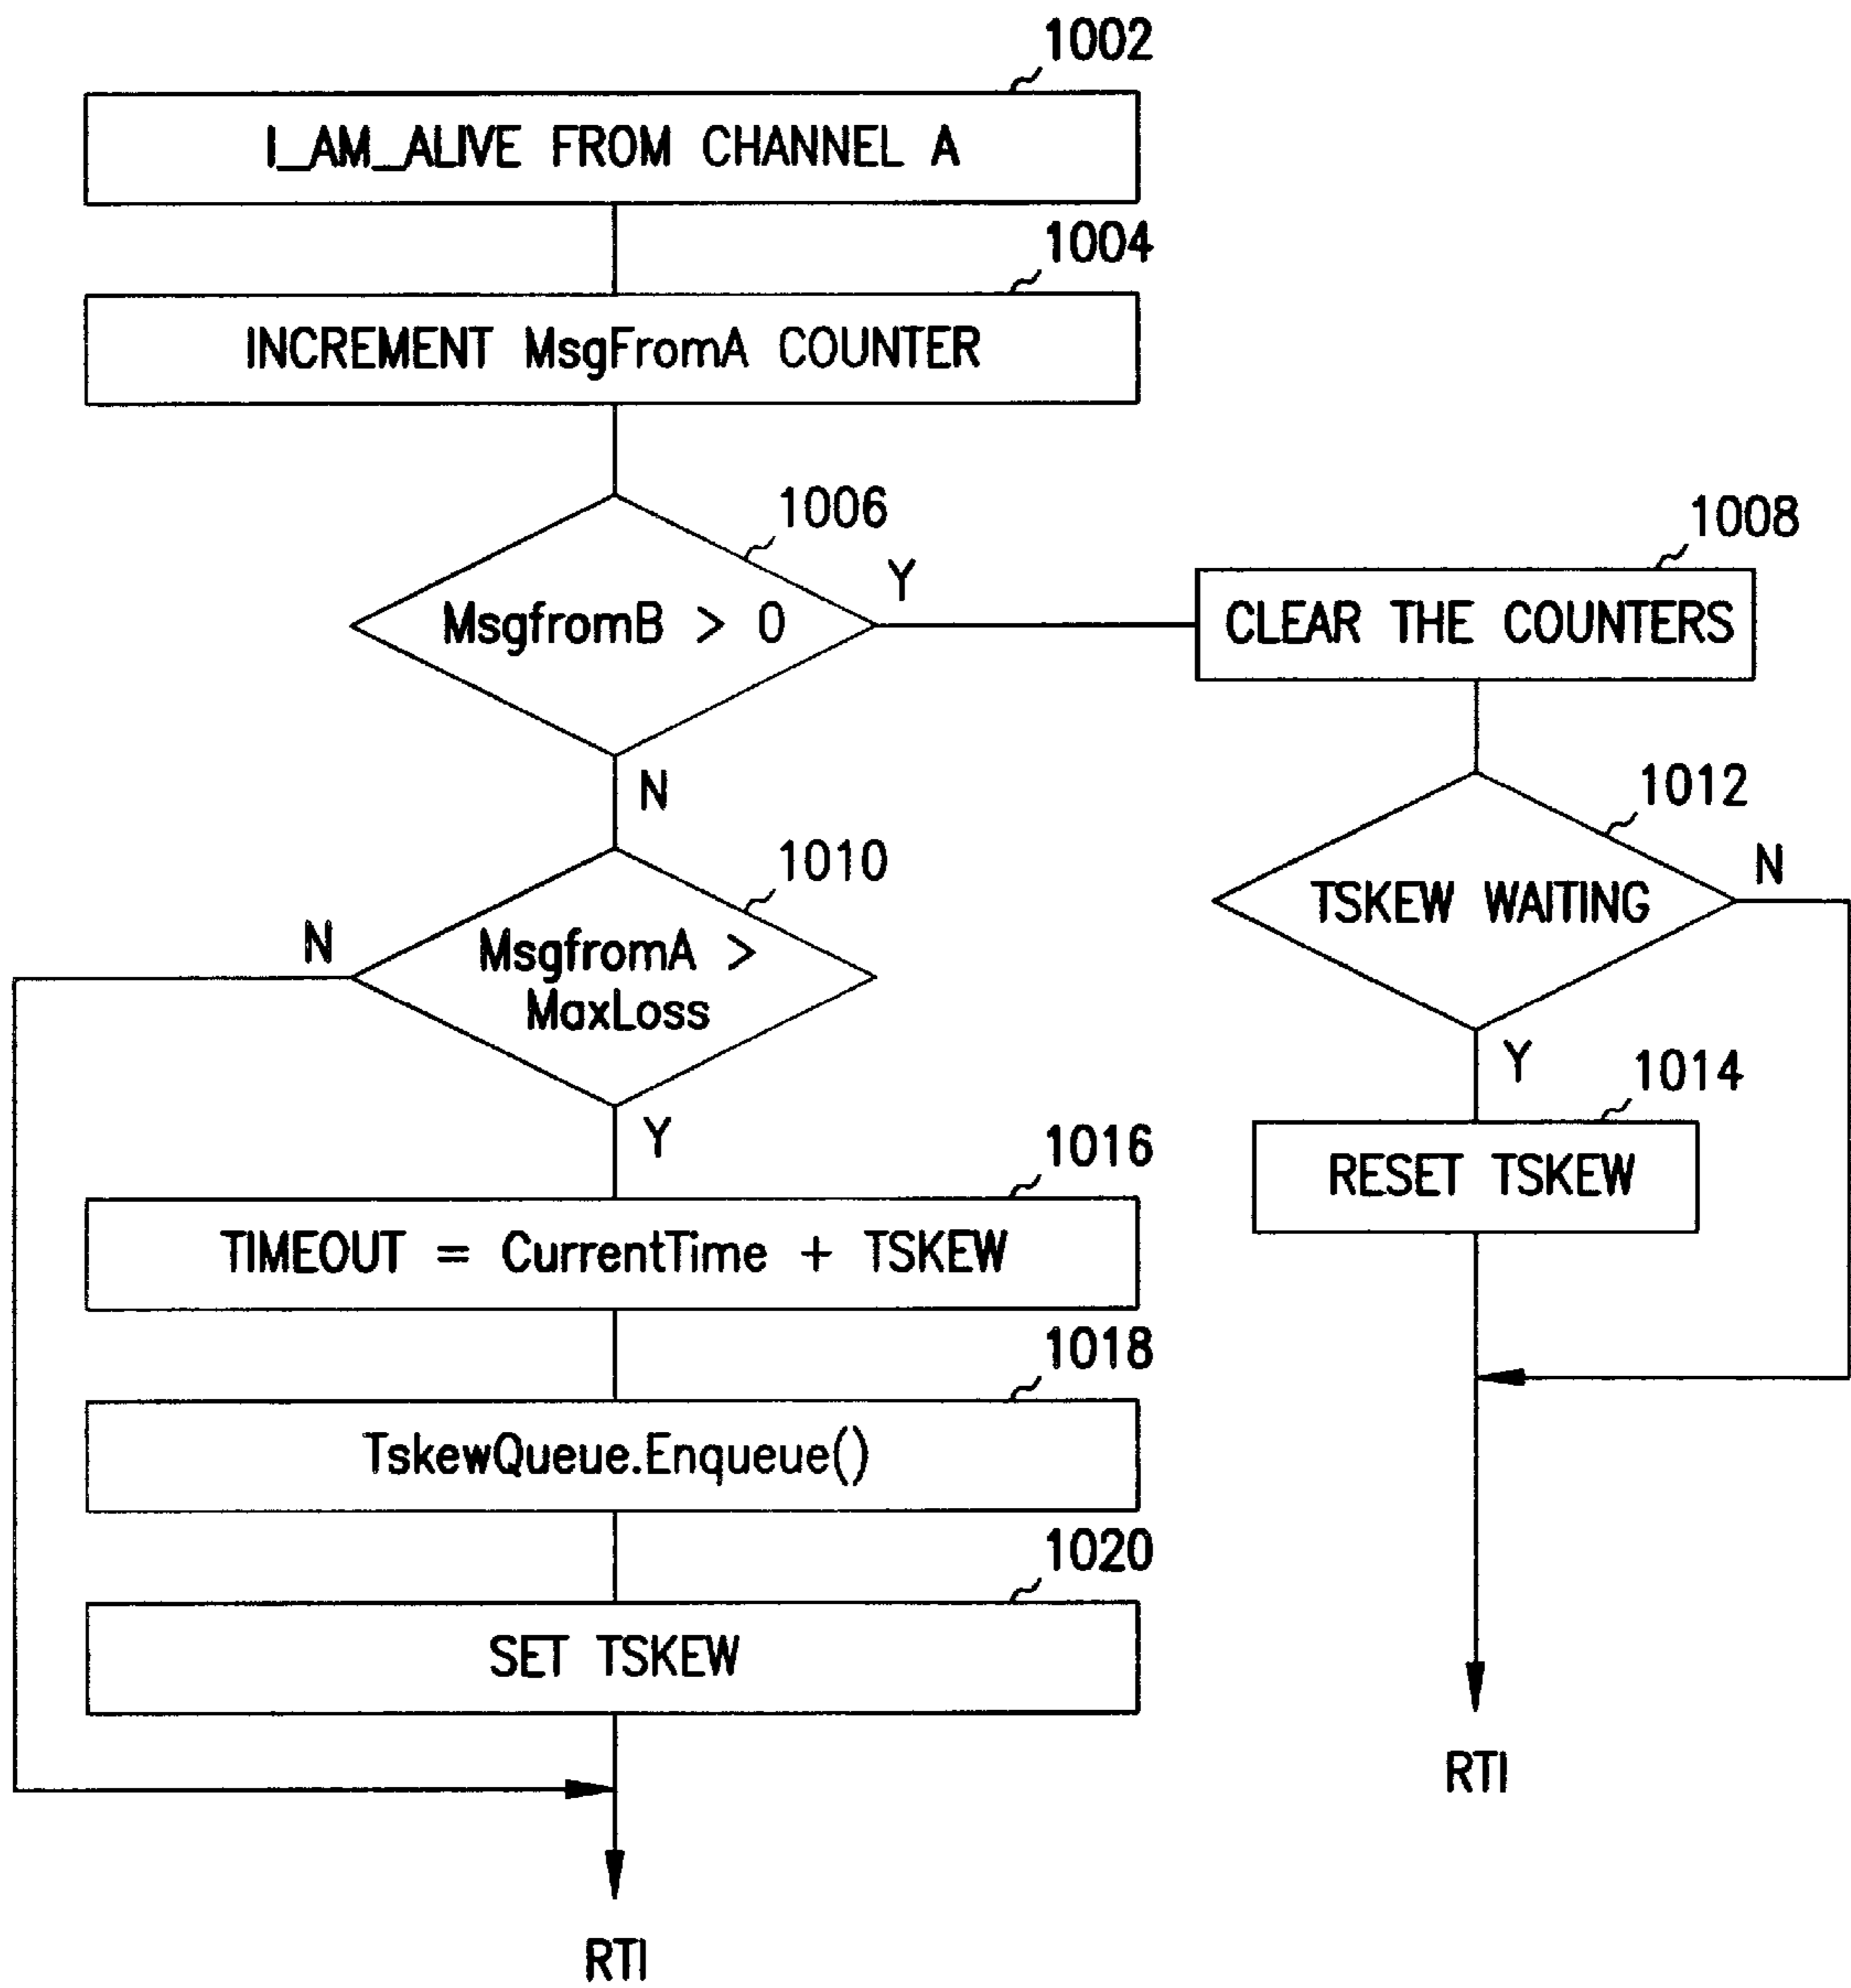 1002
I_AM_ALIVE FROM CHANNEL A
1004
INCREMENT MsgFromA COUNTER
1006
MsgfromB > 0
Y
N
1008
CLEAR THE COUNTERS
1012
TSKEW WAITING
N
Y
1014
RESET TSKEW
RTI
1010
MsgfromA >
MaxLoss
N
Y
1016
TIMEOUT = CurrentTime + TSKEW
1018
TskewQueue.Enqueue()
1020
SET TSKEW
RTI